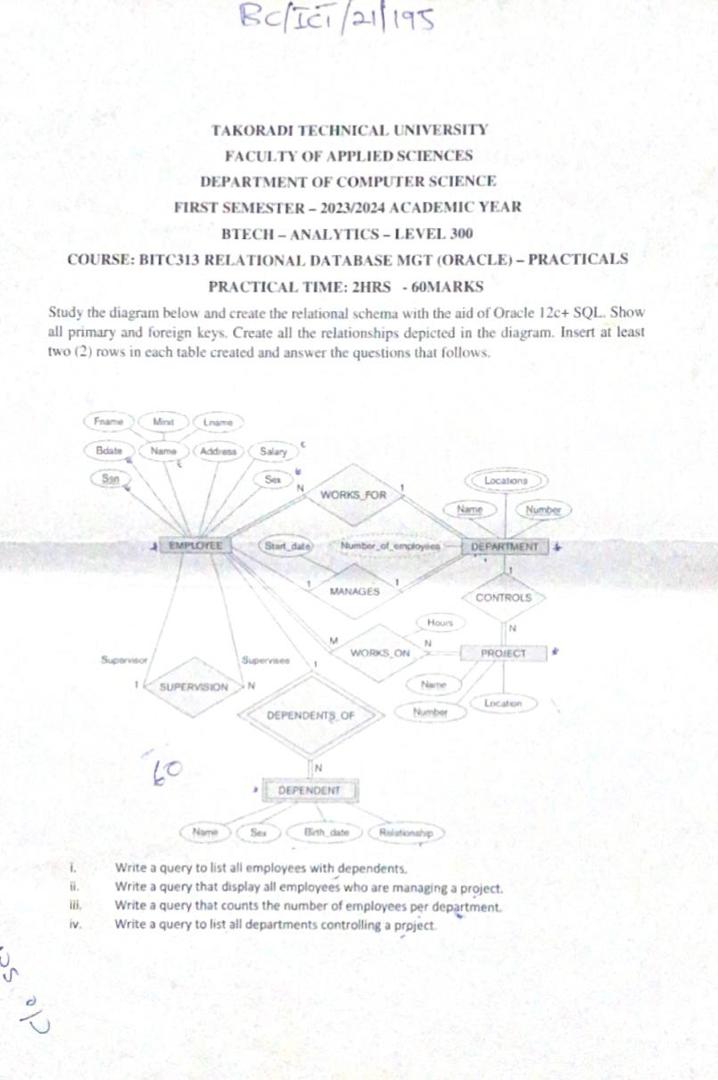 BC/ICT/21/195
TAKORADI TECHNICAL UNIVERSITY
FACULTY OF APPLIED SCIENCES
DEPARTMENT OF COMPUTER SCIENCE
FIRST SEMESTER – 2023/2024 ACADEMIC YEAR
BTECH – ANALYTICS – LEVEL 300
COURSE: BITC313 RELATIONAL DATABASE MGT (ORACLE) – PRACTICALS
PRACTICAL TIME: 2HRS - 60MARKS
Study the diagram below and create the relational schema with the aid of Oracle 12c+ SQL. Show
all primary and foreign keys. Create all the relationships depicted in the diagram. Insert at least
two (2) rows in each table created and answer the questions that follows.
Fname Minit Lname
Bdate Name Address Salary
Ssn Sex N WORKS_FOR 1 Locations
Name Number
EMPLOYEE Start_date Number_of_employees DEPARTMENT
1 MANAGES 1 1 CONTROLS
Hours N
M WORKS_ON N PROJECT
Supervisor Supervisee 1
1 SUPERVISION N Name
Number Location
DEPENDENTS_OF
60
N
DEPENDENT
Name Sex Birth_date Relationship
i. Write a query to list all employees with dependents.
ii. Write a query that display all employees who are managing a project.
iii. Write a query that counts the number of employees per department.
iv. Write a query to list all departments controlling a project.